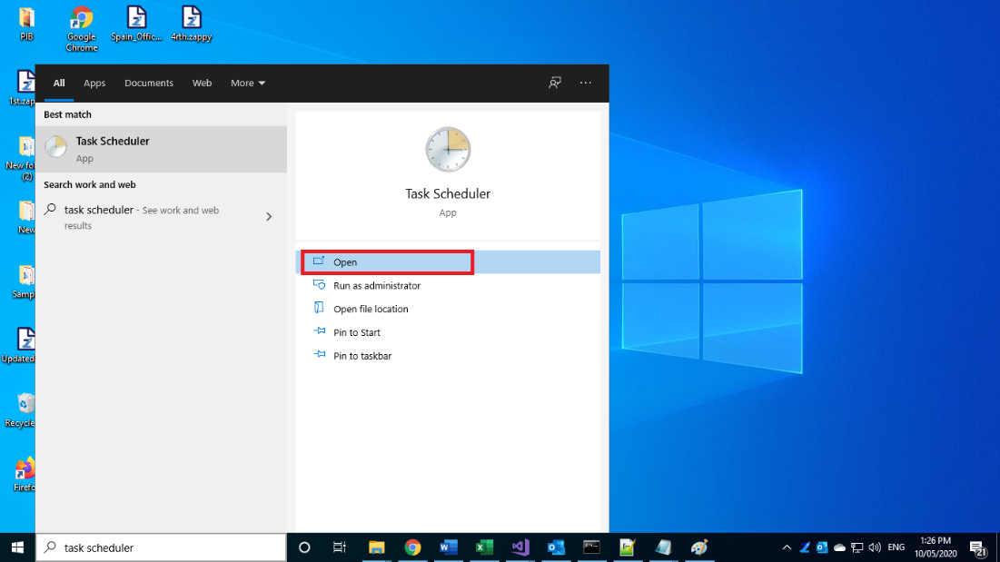 PIB
Google
Chrome
Spain_Offic...
4rth.zappy
1st.zap
New fo
(2)
New
Samp
Updated
Recycle
Firefo
All
Apps
Documents
Web
More
Best match
Task Scheduler
App
Search work and web
task scheduler - See work and web
results
Task Scheduler
App
Open
Run as administrator
Open file location
Pin to Start
Pin to taskbar
task scheduler
ENG
1:26 PM
10/05/2020
21